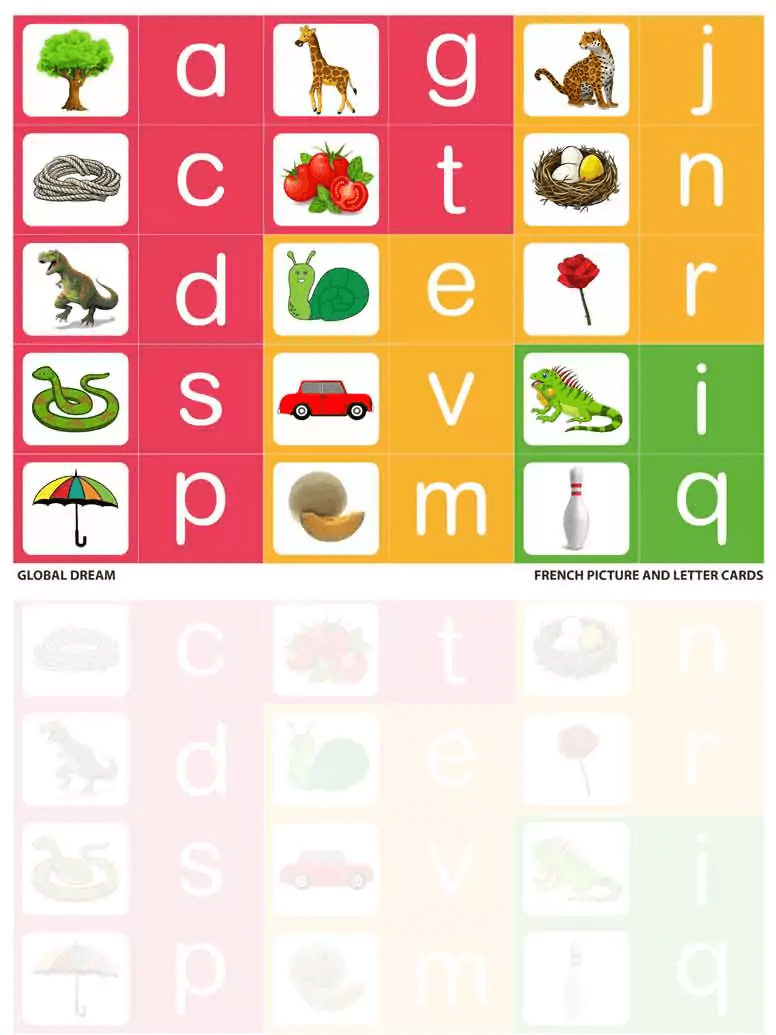 a g j
c t n
d e r
s v i
p m q
GLOBAL DREAM FRENCH PICTURE AND LETTER CARDS
c t n
d e r
s v i
p m q